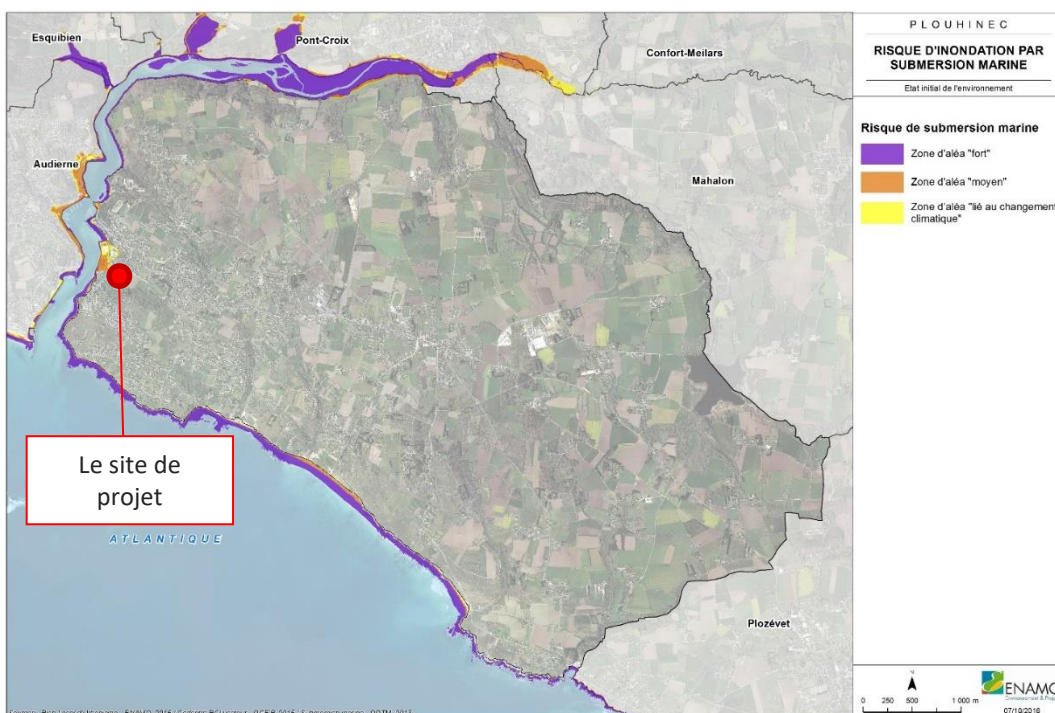 Esquibien
Pont-Croix
Confort-Meilars
Audierne
Mahalon
Le site de
projet
ATLANTIQUE
Plozévet
PLOUHINEC
RISQUE D'INONDATION PAR
SUBMERSION MARINE
Etat initial de l'environnement
Risque de submersion marine
Zone d'aléa "fort"
Zone d'aléa "moyen"
Zone d'aléa "lié au changement
climatique"
N
0 250 500 1 000 m
ENAMO
07/10/2016